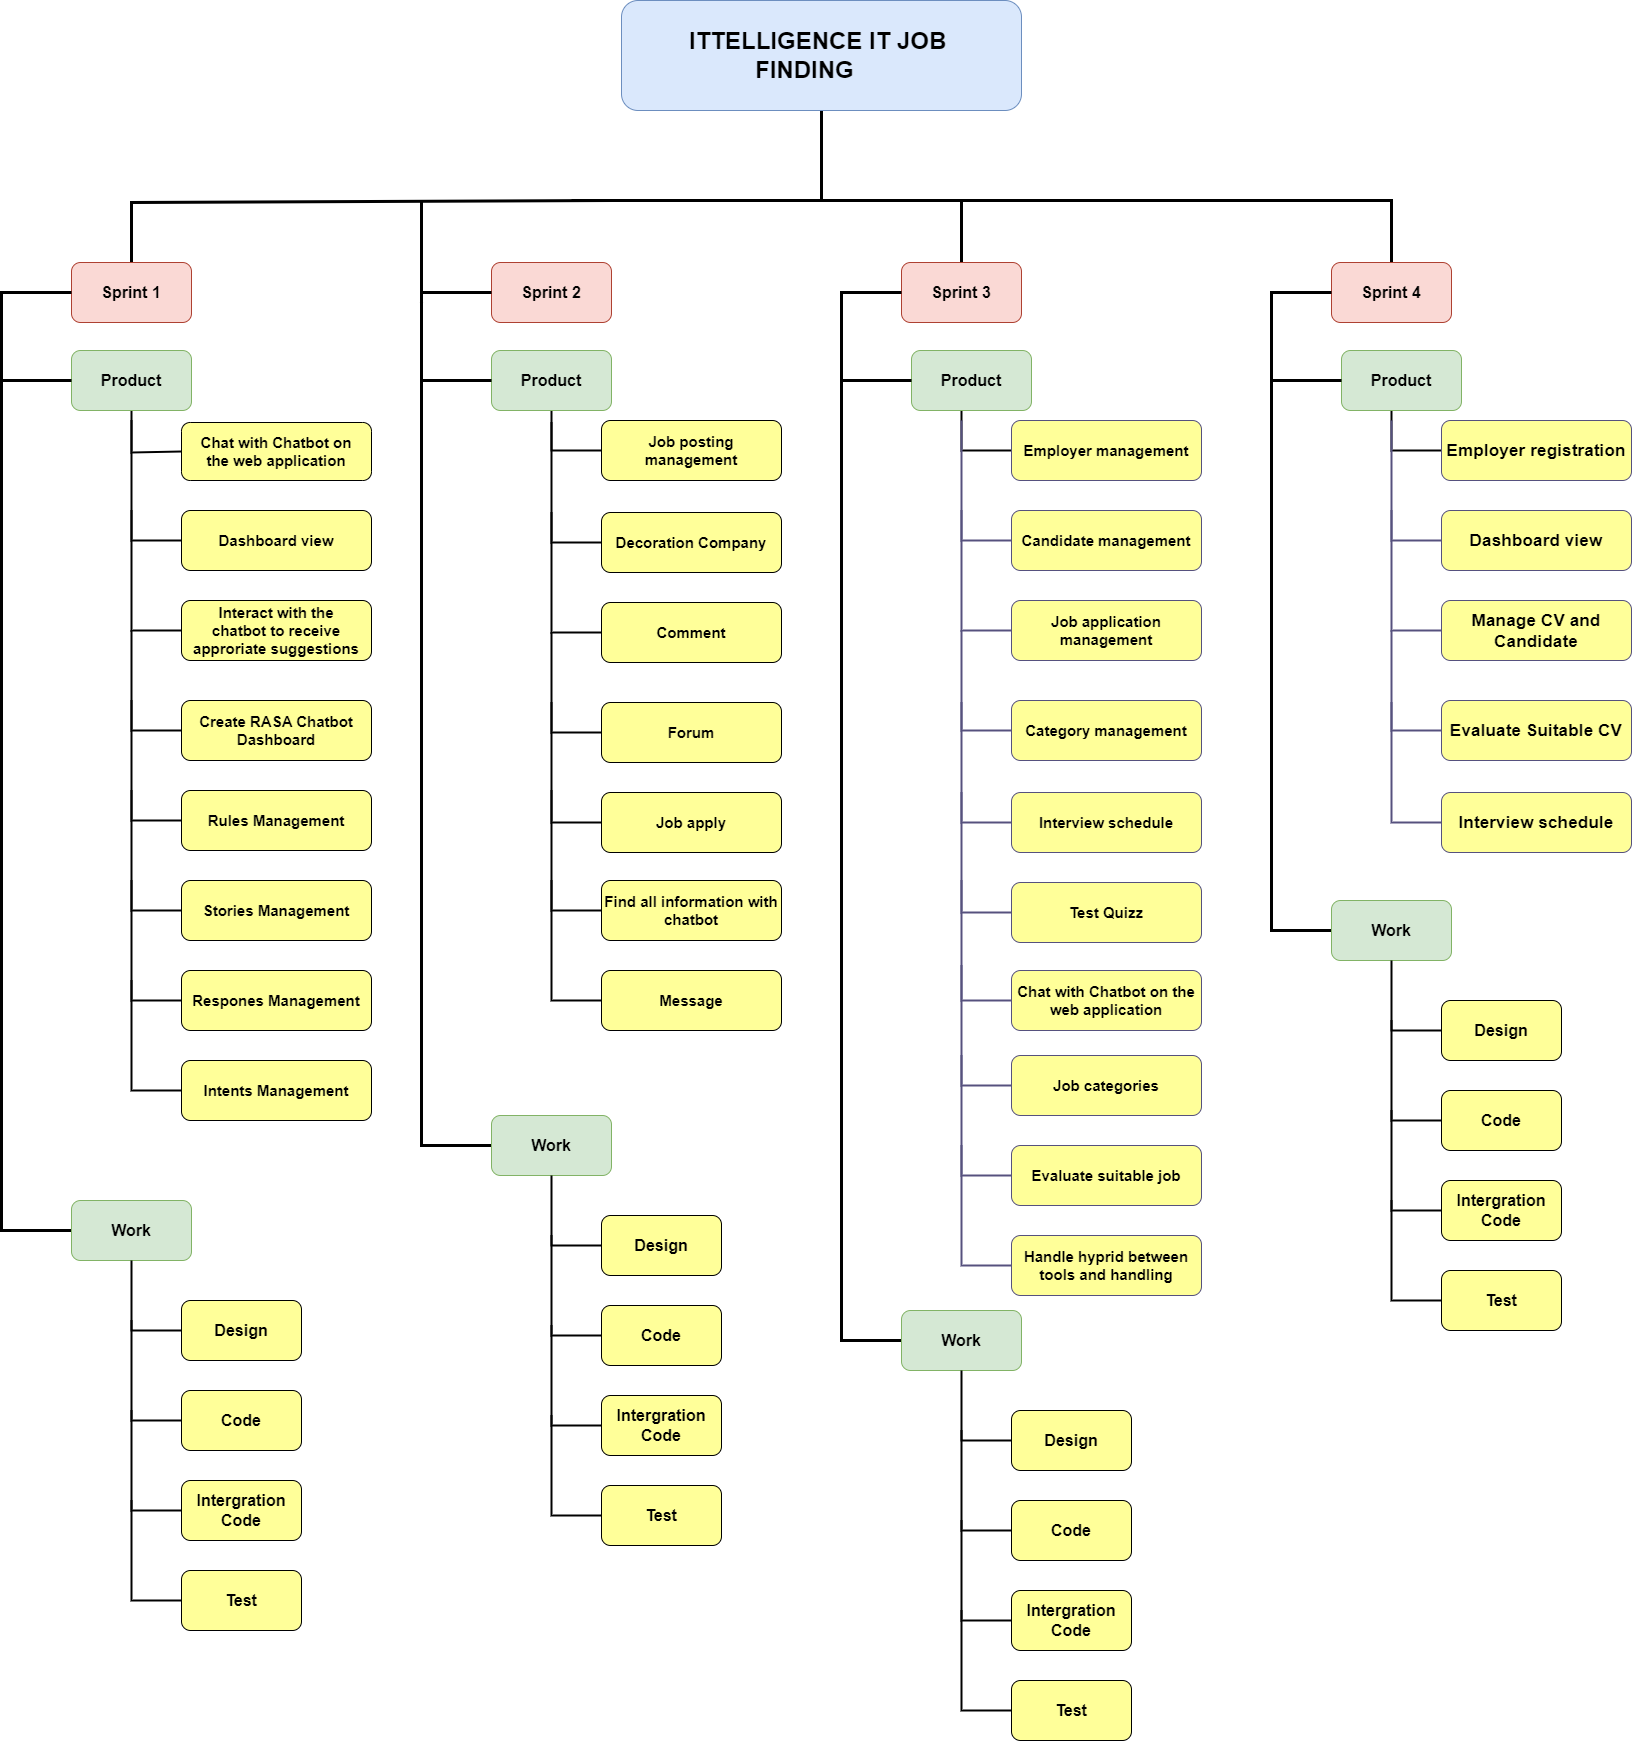 ITTELLIGENCE IT JOB
FINDING
Sprint 1
Product
Chat with Chatbot on
the web application
Dashboard view
Interact with the
chatbot to receive
approriate suggestions
Create RASA Chatbot
Dashboard
Rules Management
Stories Management
Respones Management
Intents Management
Work
Design
Code
Intergration
Code
Test
Sprint 2
Product
Job posting
management
Decoration Company
Comment
Forum
Job apply
Find all information with
chatbot
Message
Work
Design
Code
Intergration
Code
Test
Sprint 3
Product
Employer management
Candidate management
Job application
management
Category management
Interview schedule
Test Quizz
Chat with Chatbot on the
web application
Job categories
Evaluate suitable job
Handle hyprid between
tools and handling
Work
Design
Code
Intergration
Code
Test
Sprint 4
Product
Employer registration
Dashboard view
Manage CV and
Candidate
Evaluate Suitable CV
Interview schedule
Work
Design
Code
Intergration
Code
Test